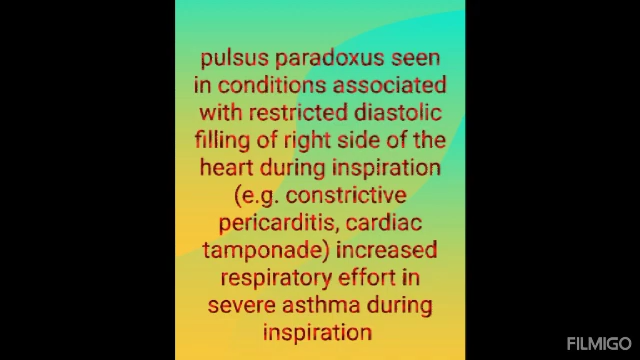 pulsus paradoxus seen
in conditions associated
with restricted diastolic
filling of right side of the
heart during inspiration
(e.g. constrictive
pericarditis, cardiac
tamponade) increased
respiratory effort in
severe asthma during
inspiration
FILMIGO